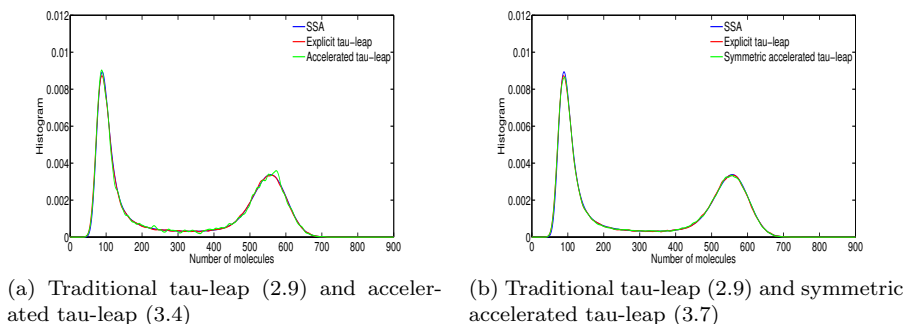 0.012
0.01
0.008
0.006
0.004
0.002
0
Histogram
SSA
Explicit tau−leap
Accelerated tau−leap
0 100 200 300 400 500 600 700 800 900
Number of molecules
(a) Traditional tau-leap (2.9) and acceler-
ated tau-leap (3.4)
0.012
0.01
0.008
0.006
0.004
0.002
0
Histogram
SSA
Explicit tau−leap
Symmetric accelerated tau−leap
0 100 200 300 400 500 600 700 800 900
Number of molecules
(b) Traditional tau-leap (2.9) and symmetric
accelerated tau-leap (3.7)